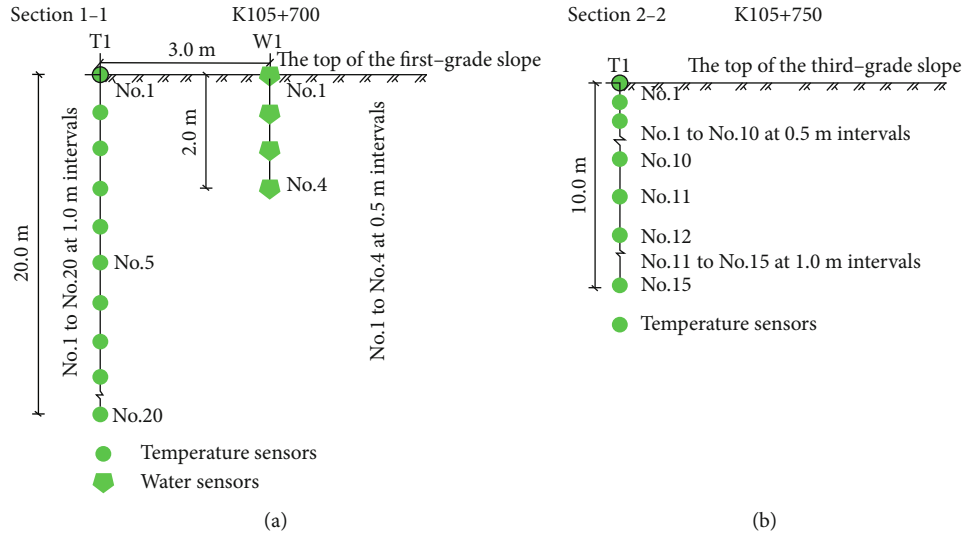 Section 1–1
K105+700
T1
3.0 m
W1
The top of the first–grade slope
No.1
No.1
2.0 m
No.4
No.5
20.0 m
No.1 to No.20 at 1.0 m intervals
No.1 to No.4 at 0.5 m intervals
No.20
Temperature sensors
Water sensors
(a)
Section 2–2
K105+750
T1
The top of the third–grade slope
No.1
No.1 to No.10 at 0.5 m intervals
No.10
10.0 m
No.11
No.12
No.11 to No.15 at 1.0 m intervals
No.15
Temperature sensors
(b)